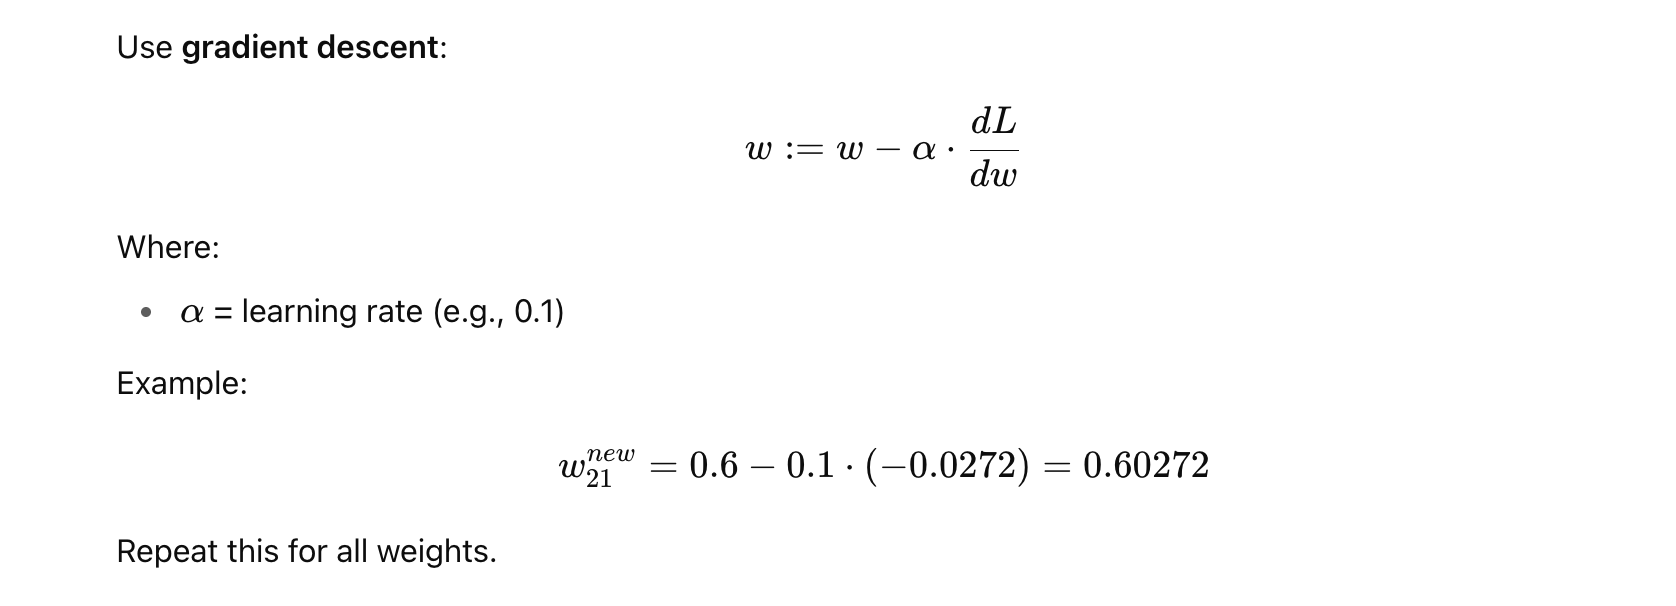 Use gradient descent:
w := w − α · dL/dw
Where:
• α = learning rate (e.g., 0.1)
Example:
w₂₁ⁿᵉʷ = 0.6 − 0.1 · (−0.0272) = 0.60272
Repeat this for all weights.